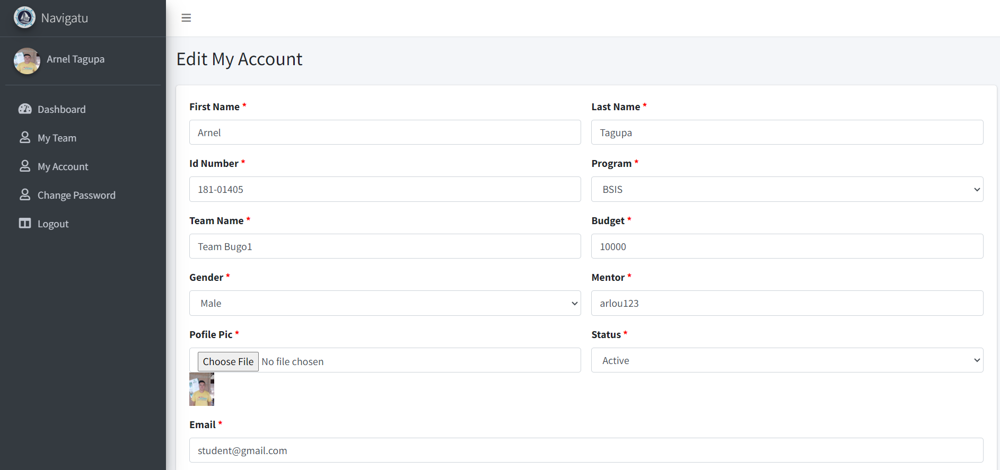 Navigatu
Arnel Tagupa
Dashboard
My Team
My Account
Change Password
Logout
Edit My Account
First Name *
Last Name *
Arnel
Tagupa
Id Number *
Program *
181-01405
BSIS
Team Name *
Budget *
Team Bugo1
10000
Gender *
Mentor *
Male
arlou123
Pofile Pic *
Status *
Choose File No file chosen
Active
Email *
student@gmail.com